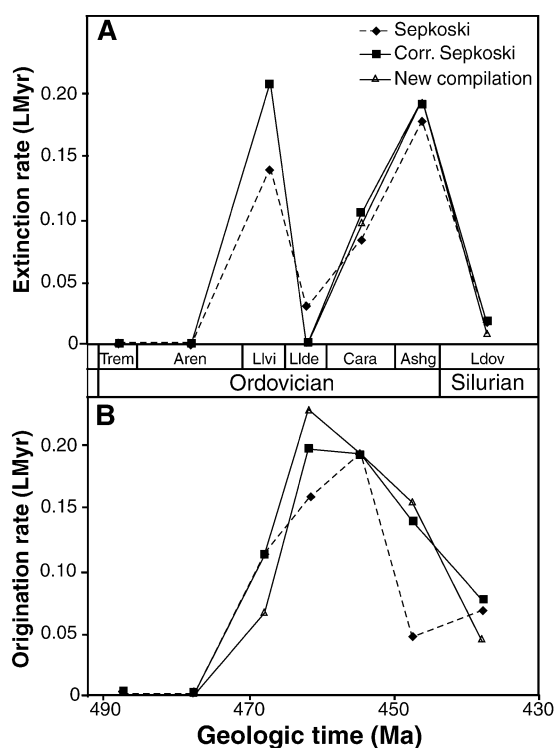 A
Sepkoski
Corr. Sepkoski
New compilation
Extinction rate (LMyr)
0.20
0.15
0.10
0.05
0
Trem Aren Llvi Llde Cara Ashg Ldov
Ordovician Silurian
B
Origination rate (LMyr)
0.20
0.15
0.10
0.05
0
490 470 450 430
Geologic time (Ma)